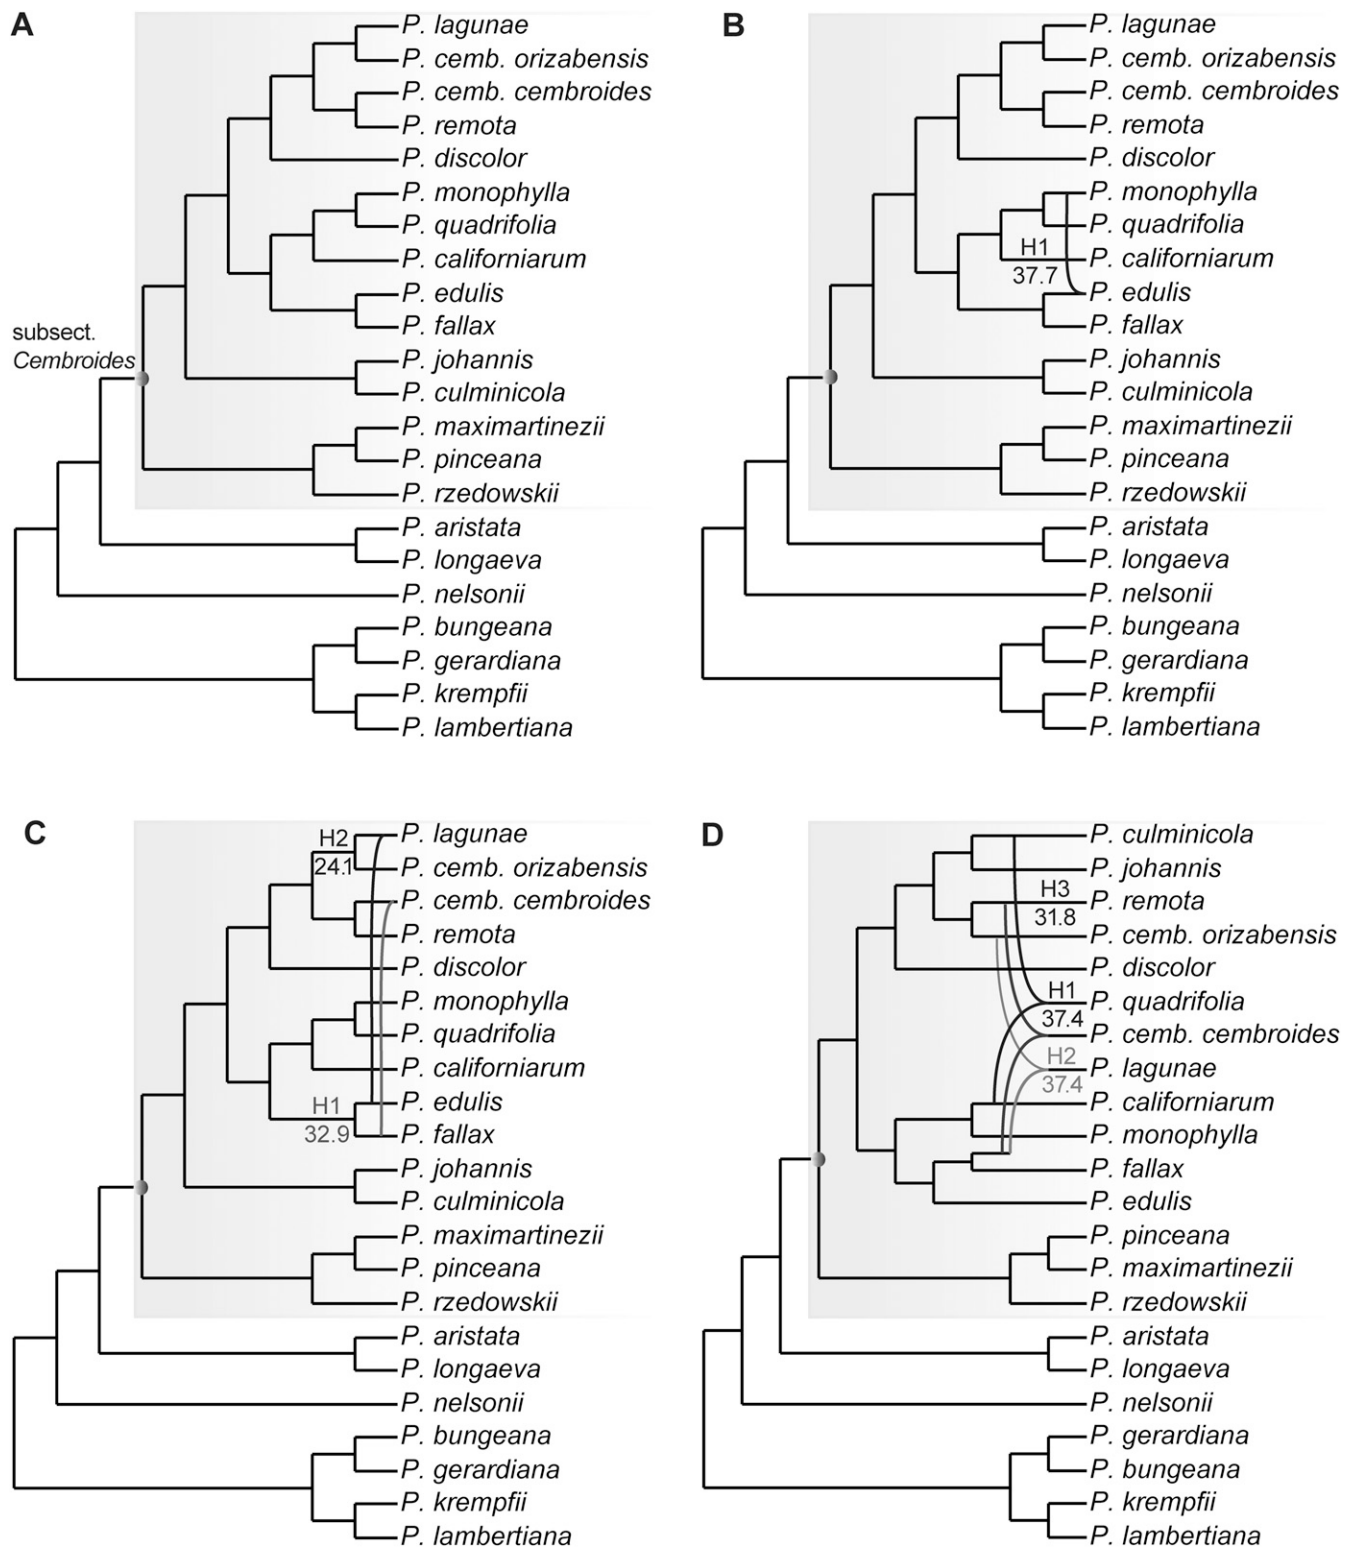 A
P. lagunae
P. cemb. orizabensis
P. cemb. cembroides
P. remota
P. discolor
P. monophylla
P. quadrifolia
P. californiarum
P. edulis
P. fallax
subsect.
Cembroides
P. johannis
P. culminicola
P. maximartinezii
P. pinceana
P. rzedowskii
P. aristata
P. longaeva
P. nelsonii
P. bungeana
P. gerardiana
P. krempfii
P. lambertiana
B
P. lagunae
P. cemb. orizabensis
P. cemb. cembroides
P. remota
P. discolor
P. monophylla
P. quadrifolia
H1
P. californiarum
37.7
P. edulis
P. fallax
P. johannis
P. culminicola
P. maximartinezii
P. pinceana
P. rzedowskii
P. aristata
P. longaeva
P. nelsonii
P. bungeana
P. gerardiana
P. krempfii
P. lambertiana
C
H2
P. lagunae
24.1
P. cemb. orizabensis
P. cemb. cembroides
P. remota
P. discolor
P. monophylla
P. quadrifolia
P. californiarum
H1
P. edulis
32.9
P. fallax
P. johannis
P. culminicola
P. maximartinezii
P. pinceana
P. rzedowskii
P. aristata
P. longaeva
P. nelsonii
P. bungeana
P. gerardiana
P. krempfii
P. lambertiana
D
P. culminicola
P. johannis
H3
P. remota
31.8
P. cemb. orizabensis
P. discolor
H1
P. quadrifolia
37.4
P. cemb. cembroides
H2
P. lagunae
37.4
P. californiarum
P. monophylla
P. fallax
P. edulis
P. pinceana
P. maximartinezii
P. rzedowskii
P. aristata
P. longaeva
P. nelsonii
P. gerardiana
P. bungeana
P. krempfii
P. lambertiana